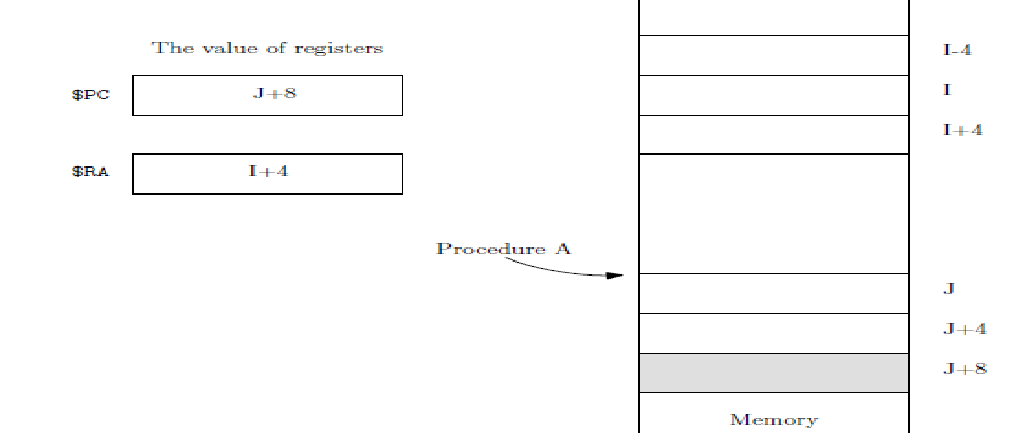 The value of registers
$PC
J+8
$RA
I+4
Procedure A
I-4
I
I+4
J
J+4
J+8
Memory